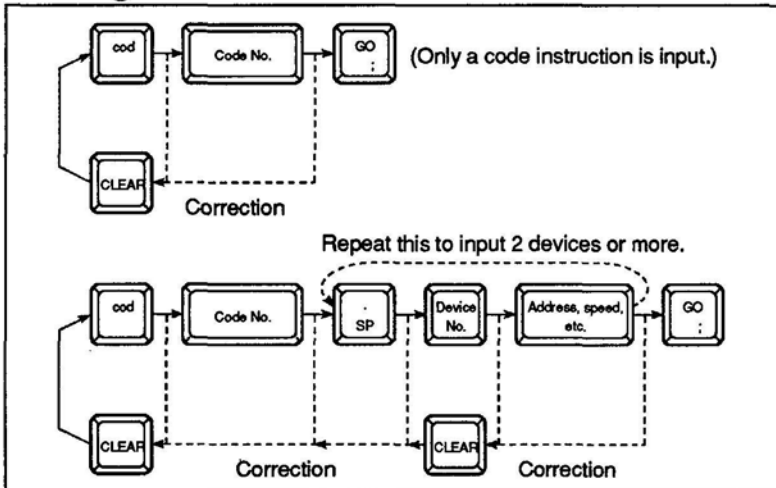 cod
Code No.
GO
;
(Only a code instruction is input.)
CLEAR
Correction
Repeat this to input 2 devices or more.
cod
Code No.
.
SP
Device
No.
Address, speed,
etc.
GO
;
CLEAR
CLEAR
Correction
Correction